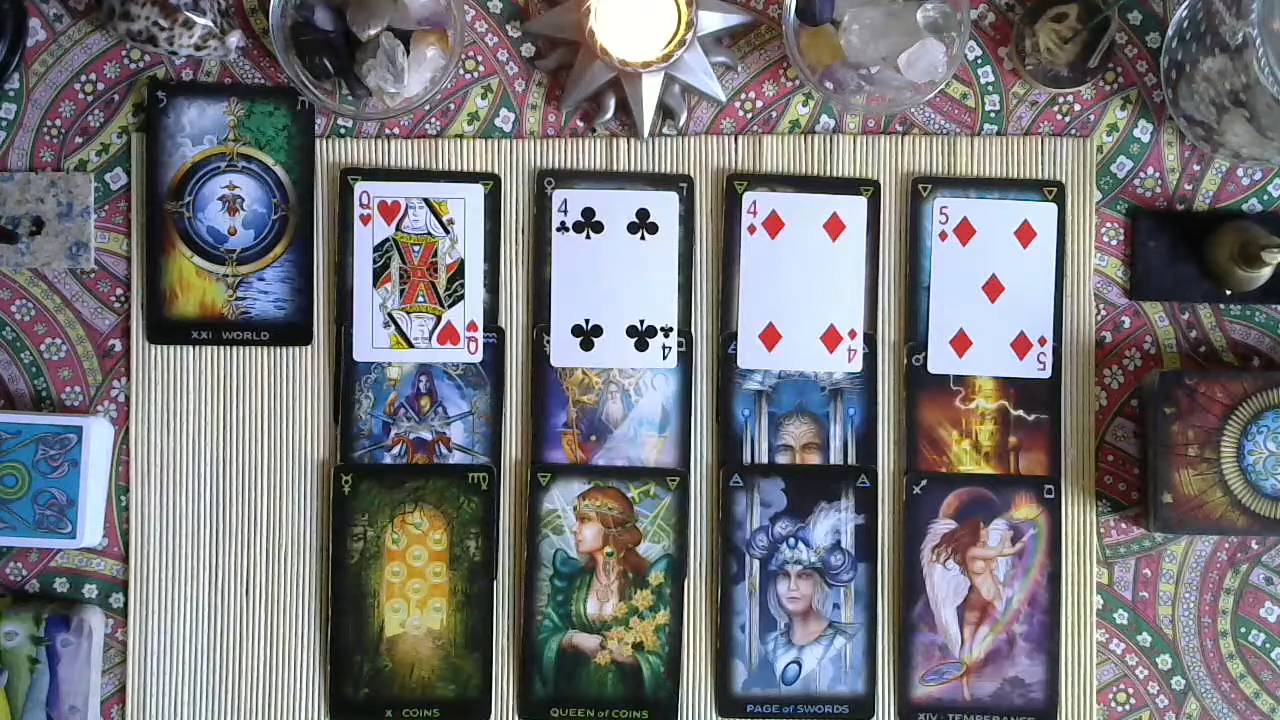 XXI WORLD
Q
Q
4
4
4
4
5
5
X COINS
QUEEN of COINS
PAGE of SWORDS
XIV TEMPERANCE